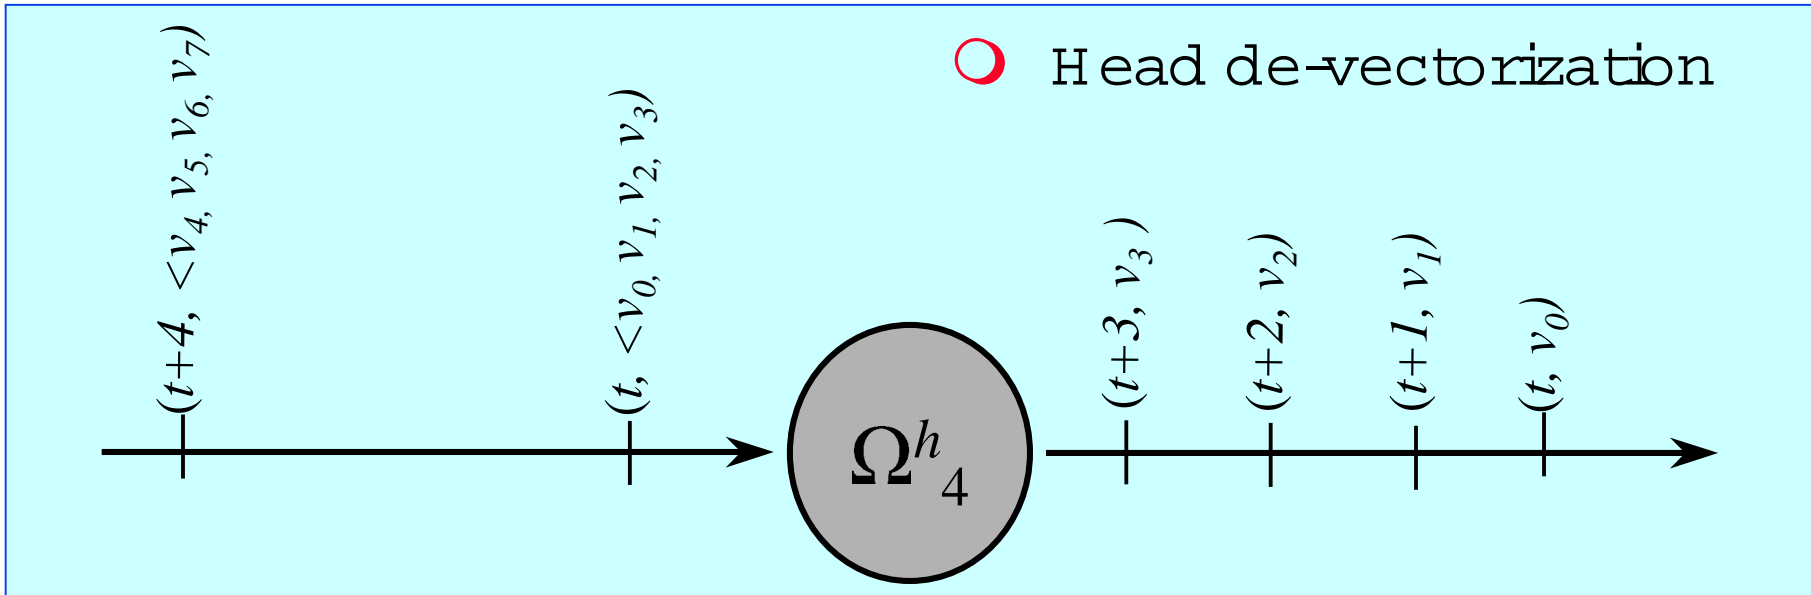 Head de-vectorization
(t+4, <v4, v5, v6, v7)
(t, <v0, v1, v2, v3)
Ωh4
(t+3, v3 )
(t+2, v2)
(t+1, v1)
(t, v0)